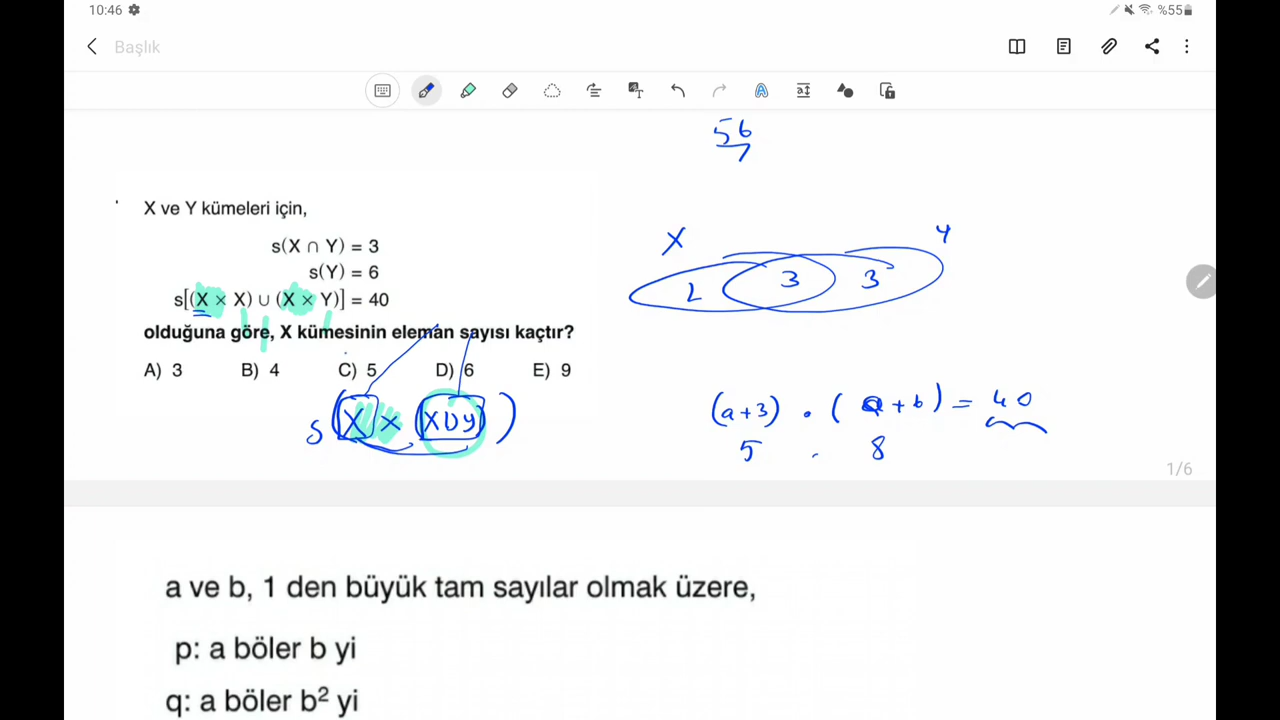 10:46
%55
Başlık
56
X ve Y kümeleri için,
s(X ∩ Y) = 3
s(Y) = 6
s[(X × X) ∪ (X × Y)] = 40
olduğuna göre, X kümesinin eleman sayısı kaçtır?
A) 3 B) 4 C) 5 D) 6 E) 9
X Y
2 3 3
s(X × (X∪Y))
(a+3) · (a+6) = 40
5 · 8
1/6
a ve b, 1 den büyük tam sayılar olmak üzere,
p: a böler b yi
q: a böler b² yi